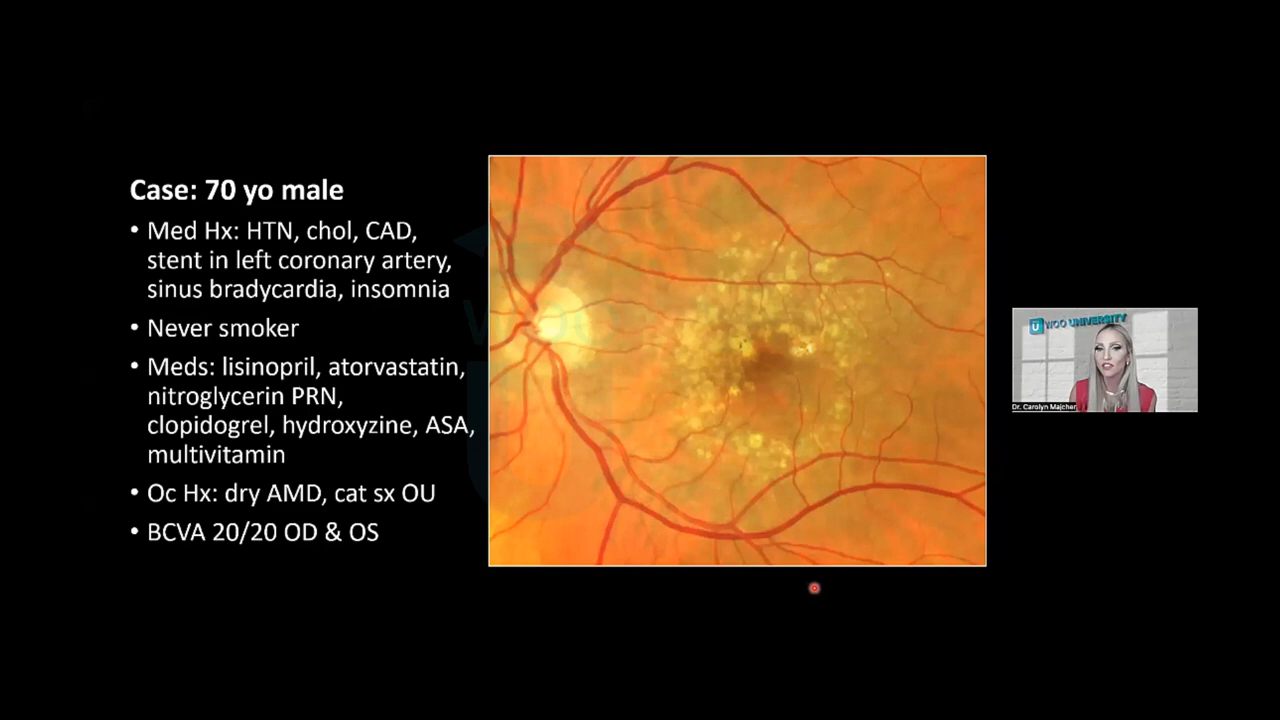 Case: 70 yo male
• Med Hx: HTN, chol, CAD,
stent in left coronary artery,
sinus bradycardia, insomnia
• Never smoker
• Meds: lisinopril, atorvastatin,
nitroglycerin PRN,
clopidogrel, hydroxyzine, ASA,
multivitamin
• Oc Hx: dry AMD, cat sx OU
• BCVA 20/20 OD & OS
U WOO UNIVERSITY
Dr. Carolyn Majcher